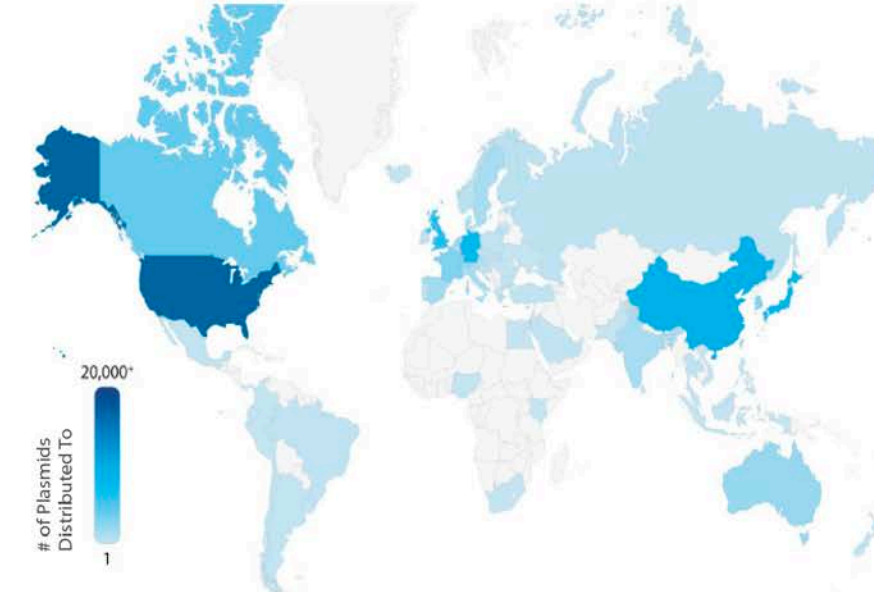 20,000+
# of Plasmids
Distributed To
1